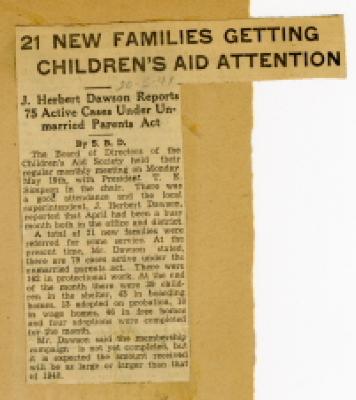 21 NEW FAMILIES GETTING
CHILDREN'S AID ATTENTION
J. Herbert Dawson Reports
75 Active Cases Under Un-
married Parents Act
By S. B. D.
The Board of Directors of the
Children's Aid Society held their
regular monthly meeting on Monday
May 19th, with President T. E.
Simpson in the chair. There was
a good attendance and the local
superintendent, J. Herbert Dawson,
reported that April had been a busy
month both in the office and district.
A total of 21 new families were
referred for some service. At the
present time, Mr. Dawson stated,
there are 79 cases active under the
unmarried parents act. There were
162 in protectional work. At the end
of the month there were 39 child-
ren in the shelter, 45 in boarding
homes, 13 adopted on probation, 10
in wage homes, 46 in free homes
and four adoptions were completed
for the month.
Mr. Dawson said the membership
campaign is not yet completed, but
it is expected the amount received
will be as large or larger than that
of 1940.